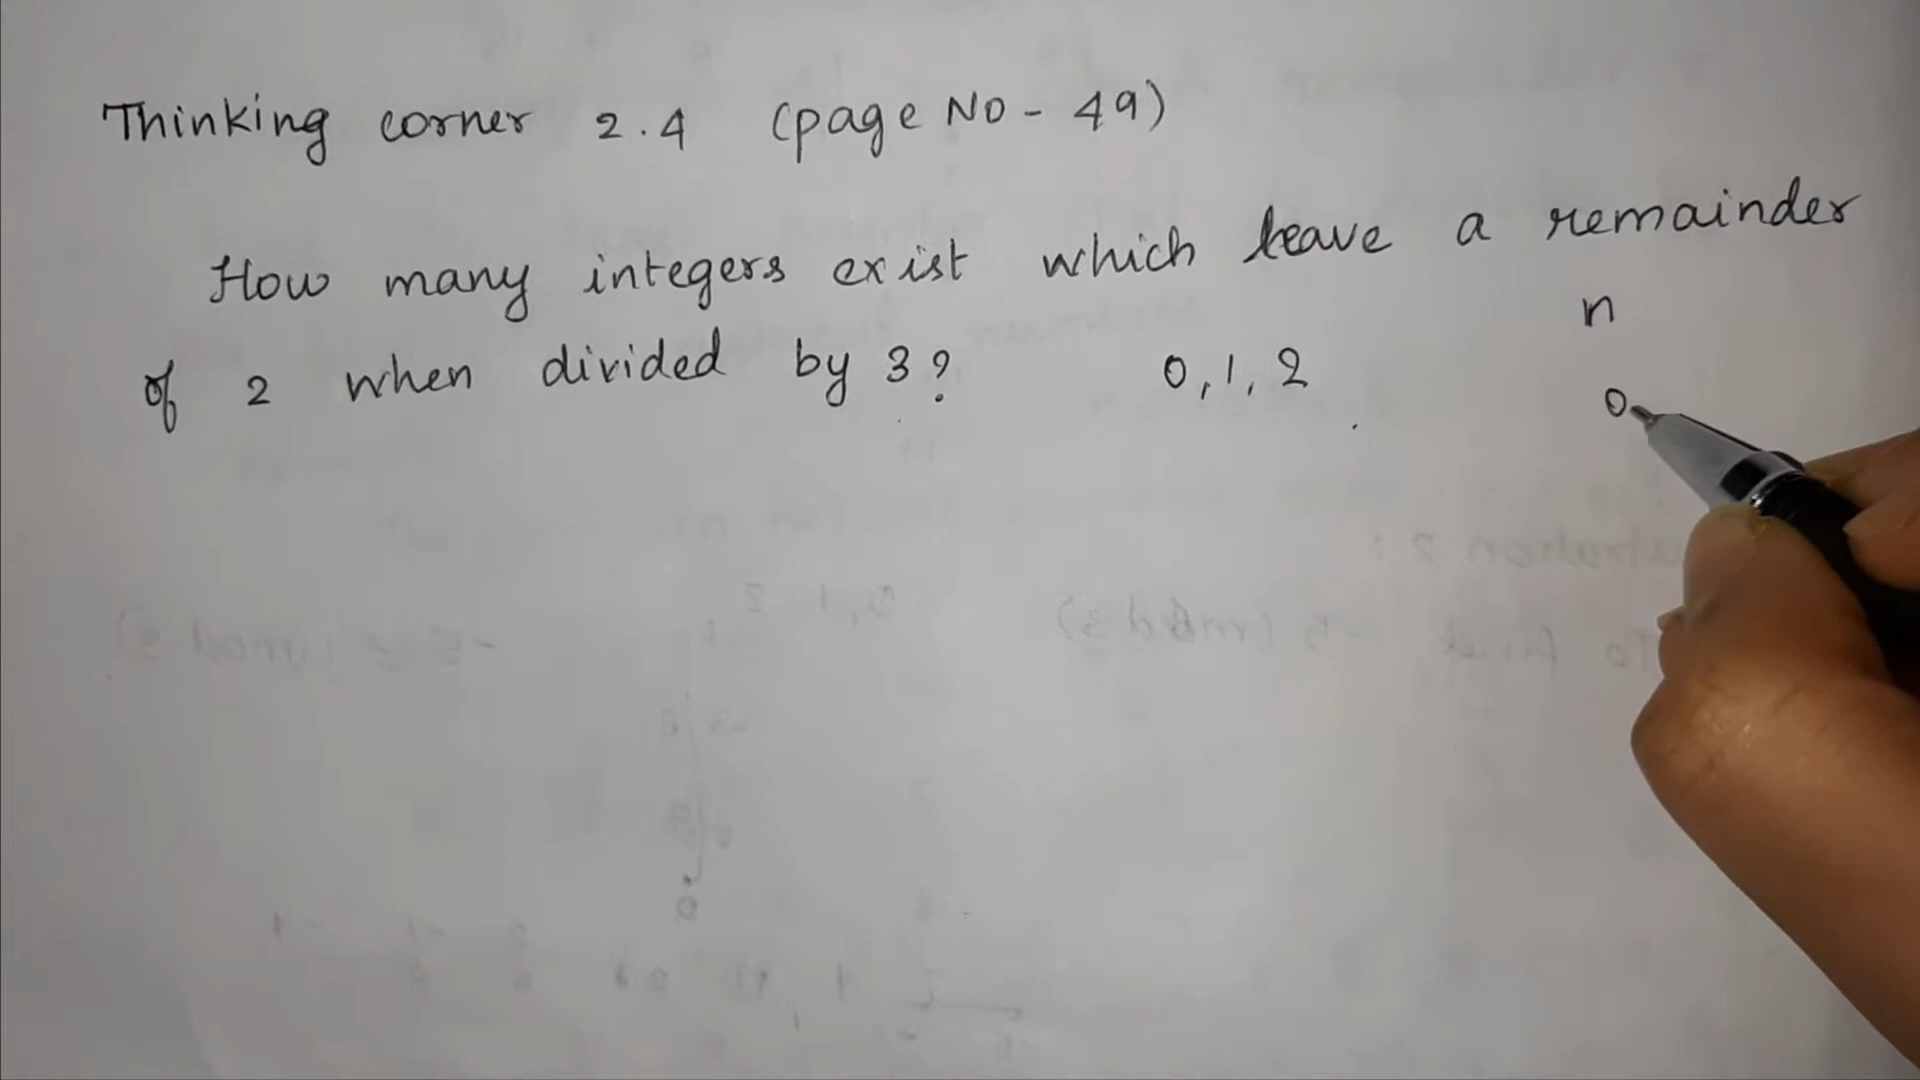 Thinking corner 2.4 (page No - 49)
How many integers exist which leave a remainder
n
of 2 when divided by 3? 0, 1, 2
0